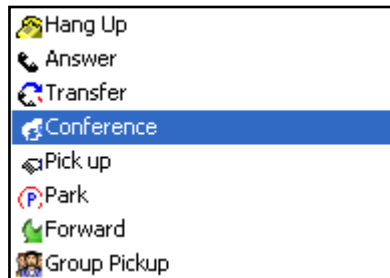 Hang Up
Answer
Transfer
Conference
Pick up
Park
Forward
Group Pickup